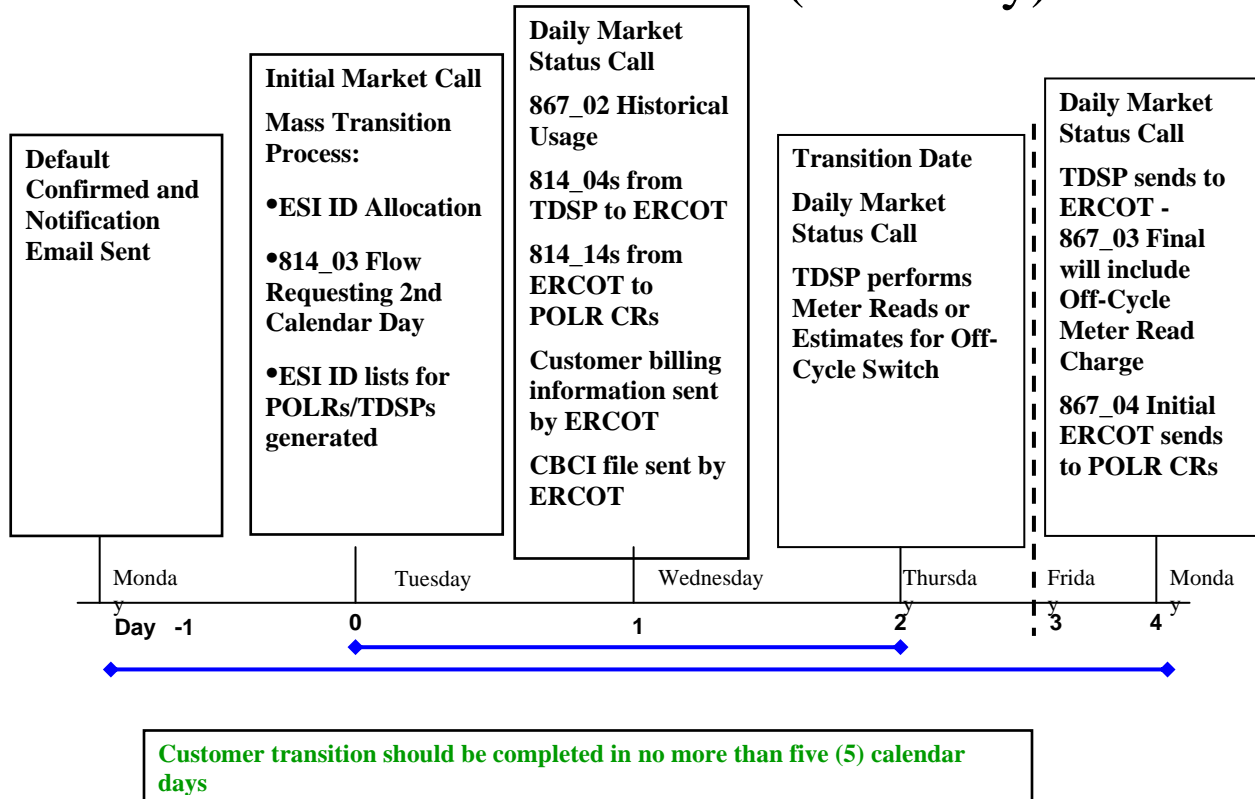 Default
Confirmed and
Notification
Email Sent
Initial Market Call
Mass Transition
Process:
•ESI ID Allocation
•814_03 Flow
Requesting 2nd
Calendar Day
•ESI ID lists for
POLRs/TDSPs
generated
Daily Market
Status Call
867_02 Historical
Usage
814_04s from
TDSP to ERCOT
814_14s from
ERCOT to
POLR CRs
Customer billing
information sent
by ERCOT
CBCI file sent by
ERCOT
Transition Date
Daily Market
Status Call
TDSP performs
Meter Reads or
Estimates for Off-
Cycle Switch
Daily Market
Status Call
TDSP sends to
ERCOT -
867_03 Final
will include
Off-Cycle
Meter Read
Charge
867_04 Initial
ERCOT sends
to POLR CRs
Monda
y
Tuesday
Wednesday
Thursda
y
Frida
y
Monda
y
Day -1
0
1
2
3
4
Customer transition should be completed in no more than five (5) calendar
days